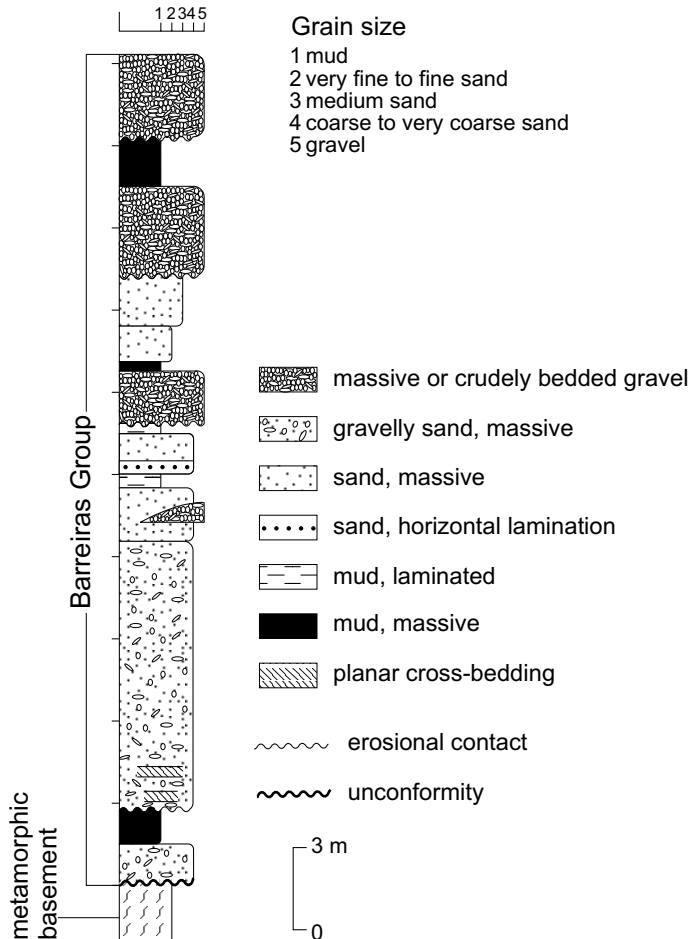 12345
Grain size
1 mud
2 very fine to fine sand
3 medium sand
4 coarse to very coarse sand
5 gravel
Barreiras Group
metamorphic
basement
massive or crudely bedded gravel
gravelly sand, massive
sand, massive
sand, horizontal lamination
mud, laminated
mud, massive
planar cross-bedding
erosional contact
unconformity
3 m
0